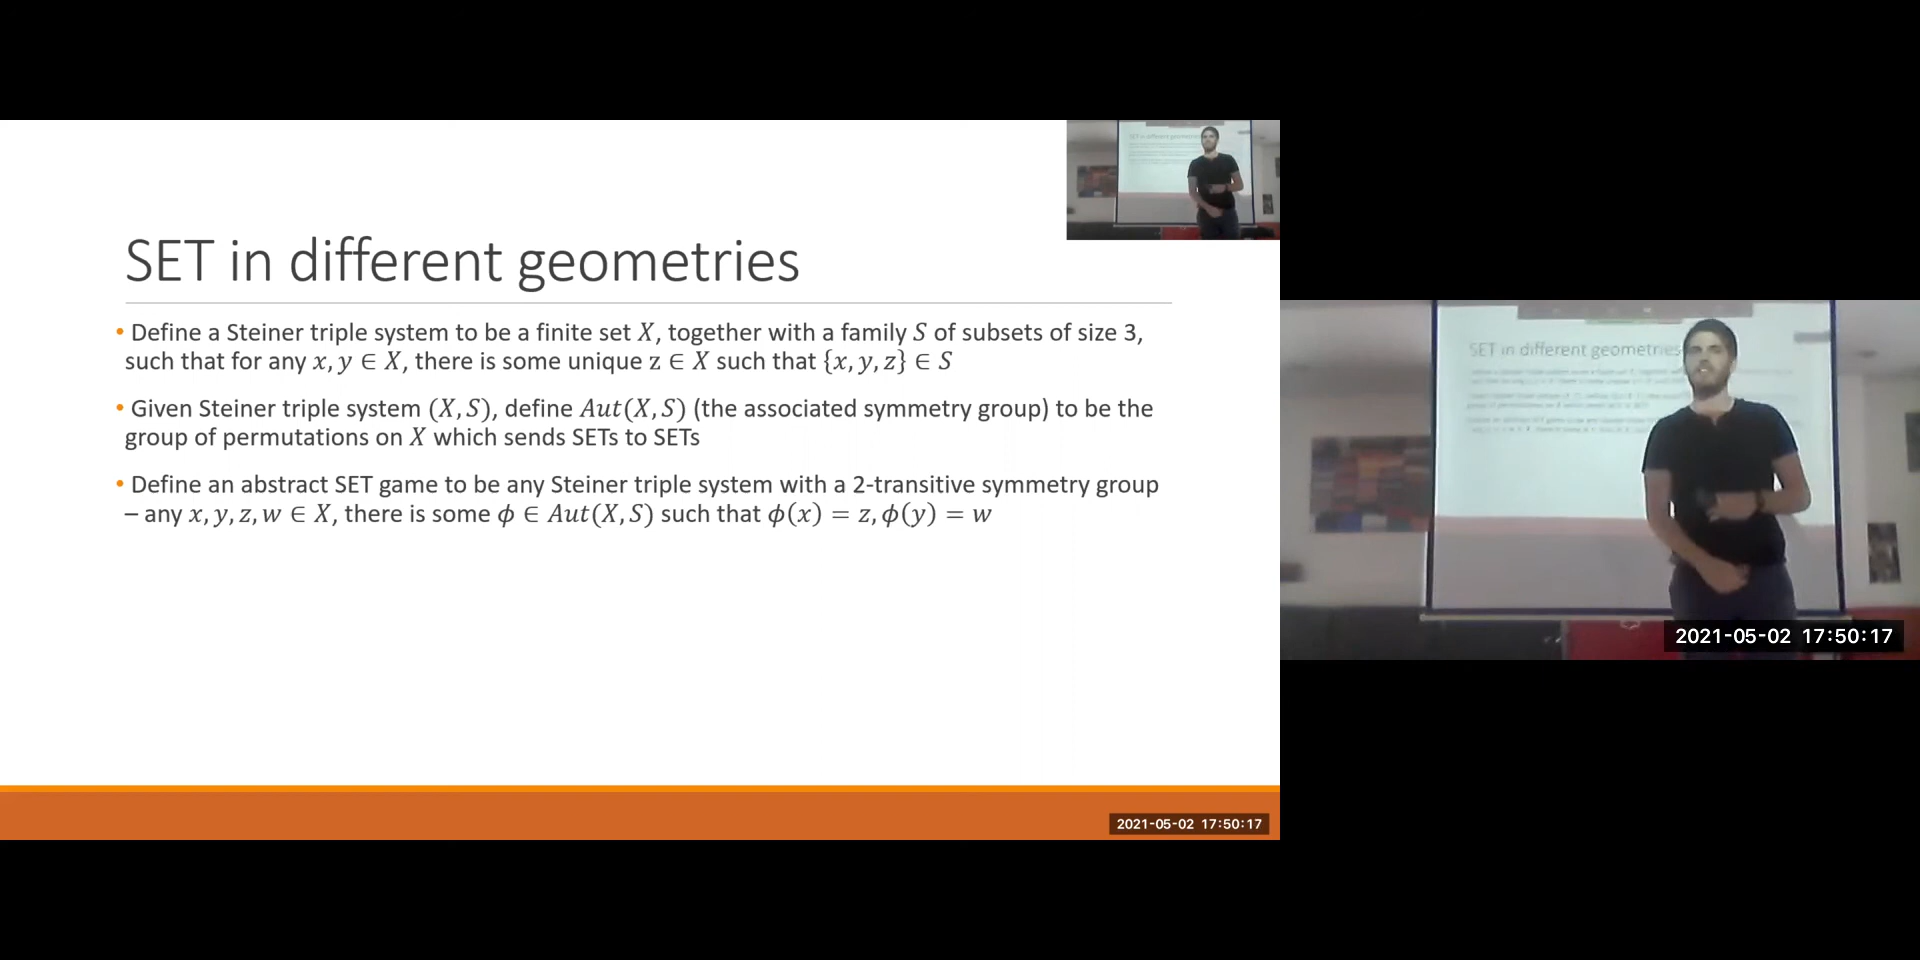 SET in different geometries
• Define a Steiner triple system to be a finite set X, together with a family S of subsets of size 3,
such that for any x, y ∈ X, there is some unique z ∈ X such that {x, y, z} ∈ S
• Given Steiner triple system (X, S), define Aut(X, S) (the associated symmetry group) to be the
group of permutations on X which sends SETs to SETs
• Define an abstract SET game to be any Steiner triple system with a 2-transitive symmetry group
– any x, y, z, w ∈ X, there is some ϕ ∈ Aut(X, S) such that ϕ(x) = z, ϕ(y) = w
2021-05-02 17:50:17
SET in different geometries
2021-05-02 17:50:17